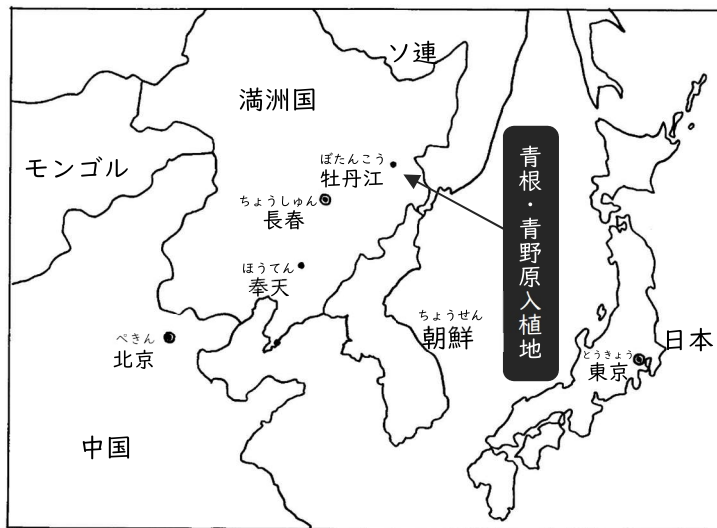 ソ連
満洲国
モンゴル
ぼたんこう
牡丹江
ちょうしゅん
長春
ほうてん
奉天
ぺきん
北京
中国
ちょうせん
朝鮮
青根・青野原入植地
日本
とうきょう
東京